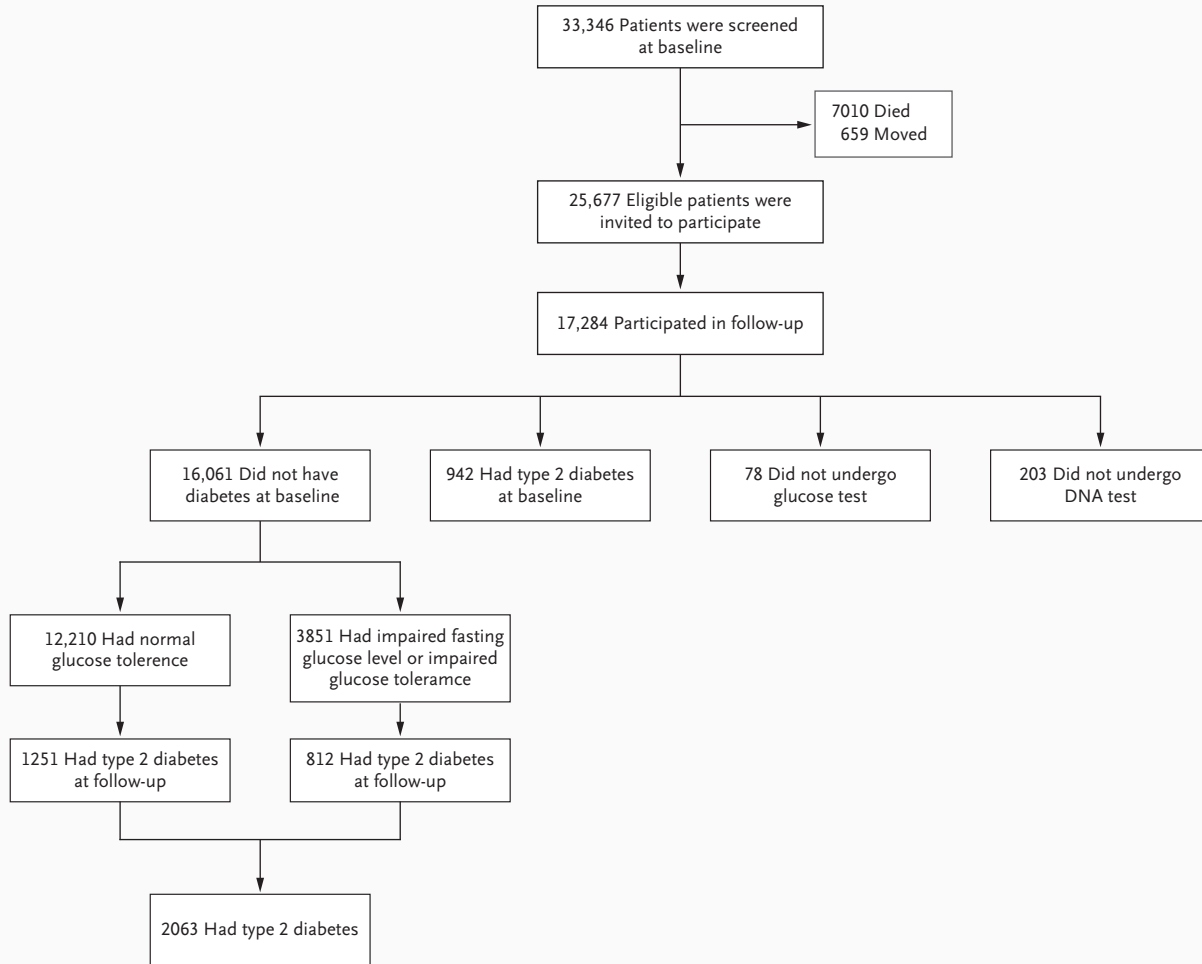 33,346 Patients were screened
at baseline
7010 Died
659 Moved
25,677 Eligible patients were
invited to participate
17,284 Participated in follow-up
16,061 Did not have
diabetes at baseline
942 Had type 2 diabetes
at baseline
78 Did not undergo
glucose test
203 Did not undergo
DNA test
12,210 Had normal
glucose tolerence
3851 Had impaired fasting
glucose level or impaired
glucose toleramce
1251 Had type 2 diabetes
at follow-up
812 Had type 2 diabetes
at follow-up
2063 Had type 2 diabetes